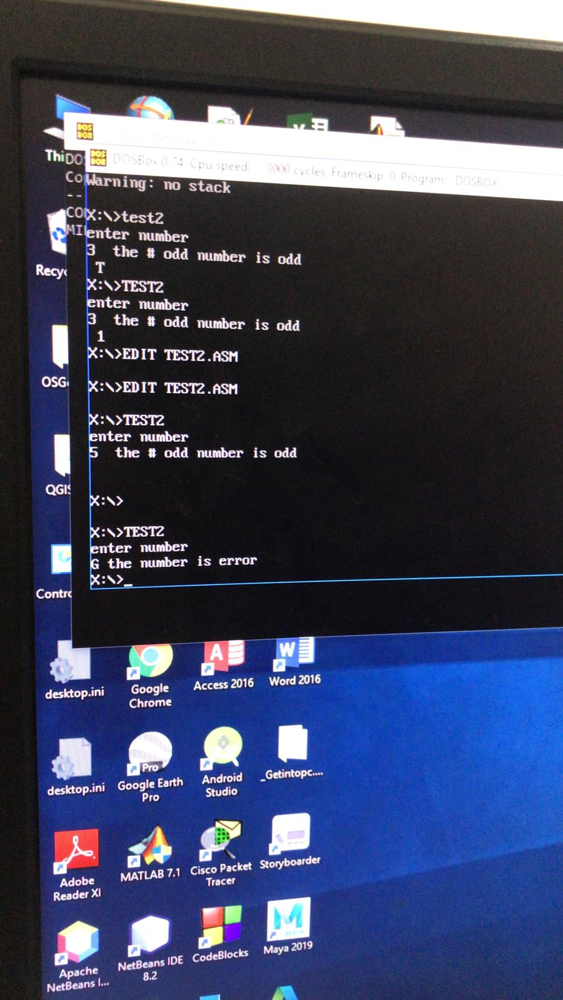 DOSBox 0.74, Cpu speed: 3000 cycles, Frameskip 0, Program: DOSBOX
Warning: no stack
X:\>test2
enter number
3 the # odd number is odd
T
X:\>TEST2
enter number
3 the # odd number is odd
1
X:\>EDIT TEST2.ASM
X:\>EDIT TEST2.ASM
X:\>TEST2
enter number
5 the # odd number is odd
X:\>
X:\>TEST2
enter number
G the number is error
X:\>_
Thi
DO
Co
--
CO
MI
Recyc
OSG
QGIS
Contro
desktop.ini
Google Chrome
Access 2016
Word 2016
desktop.ini
Google Earth Pro
Android Studio
_Getintopc....
Adobe Reader XI
MATLAB 7.1
Cisco Packet Tracer
Storyboarder
Apache NetBeans I...
NetBeans IDE 8.2
CodeBlocks
Maya 2019